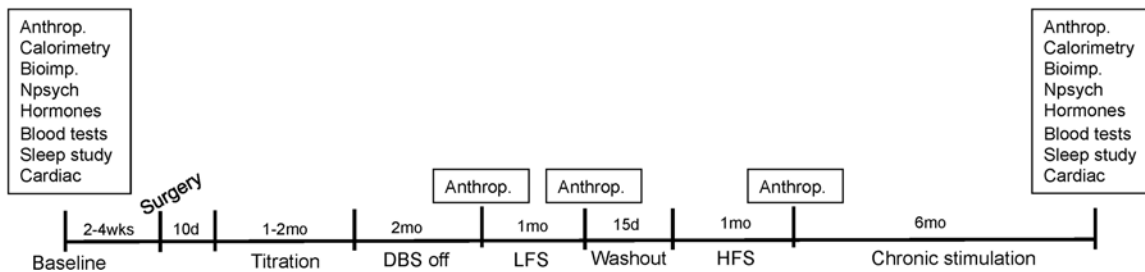 Anthrop.
Calorimetry
Bioimp.
Npsych
Hormones
Blood tests
Sleep study
Cardiac
Anthrop.
Calorimetry
Bioimp.
Npsych
Hormones
Blood tests
Sleep study
Cardiac
Surgery
Anthrop.
Anthrop.
Anthrop.
2-4wks 10d 1-2mo 2mo 1mo 15d 1mo 6mo
Baseline Titration DBS off LFS Washout HFS Chronic stimulation